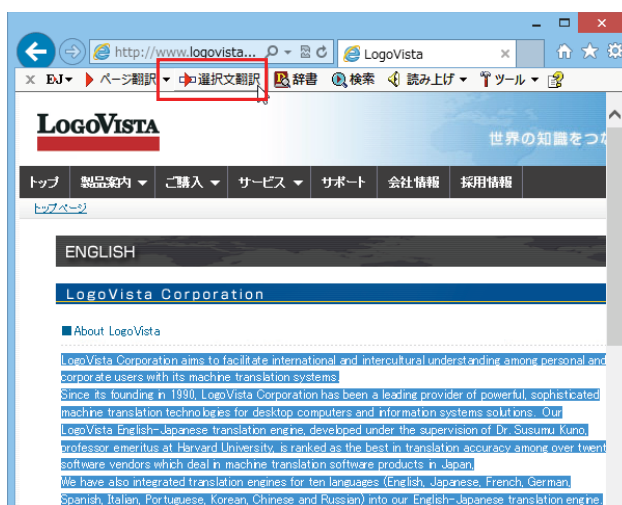 http://www.logovista...
LogoVista
EJ ページ翻訳 選択文翻訳 辞書 検索 読み上げ ツール
LOGOVISTA
世界の知識をつな
トップ 製品案内 ご購入 サービス サポート 会社情報 採用情報
トップページ
ENGLISH
LogoVista Corporation
■About LogoVista
LogoVista Corporation aims to facilitate international and intercultural understanding among personal and
corporate users with its machine translation systems.
Since its founding in 1990, LogoVista Corporation has been a leading provider of powerful, sophisticated
machine translation technologies for desktop computers and information systems solutions. Our
LogoVista English-Japanese translation engine, developed under the supervision of Dr. Susumu Kuno,
professor emeritus at Harvard University, is ranked as the best in translation accuracy among over twent
software vendors which deal in machine translation software products in Japan.
We have also integrated translation engines for ten languages (English, Japanese, French, German,
Spanish, Italian, Portuguese, Korean, Chinese and Russian) into our English-Japanese translation engine.